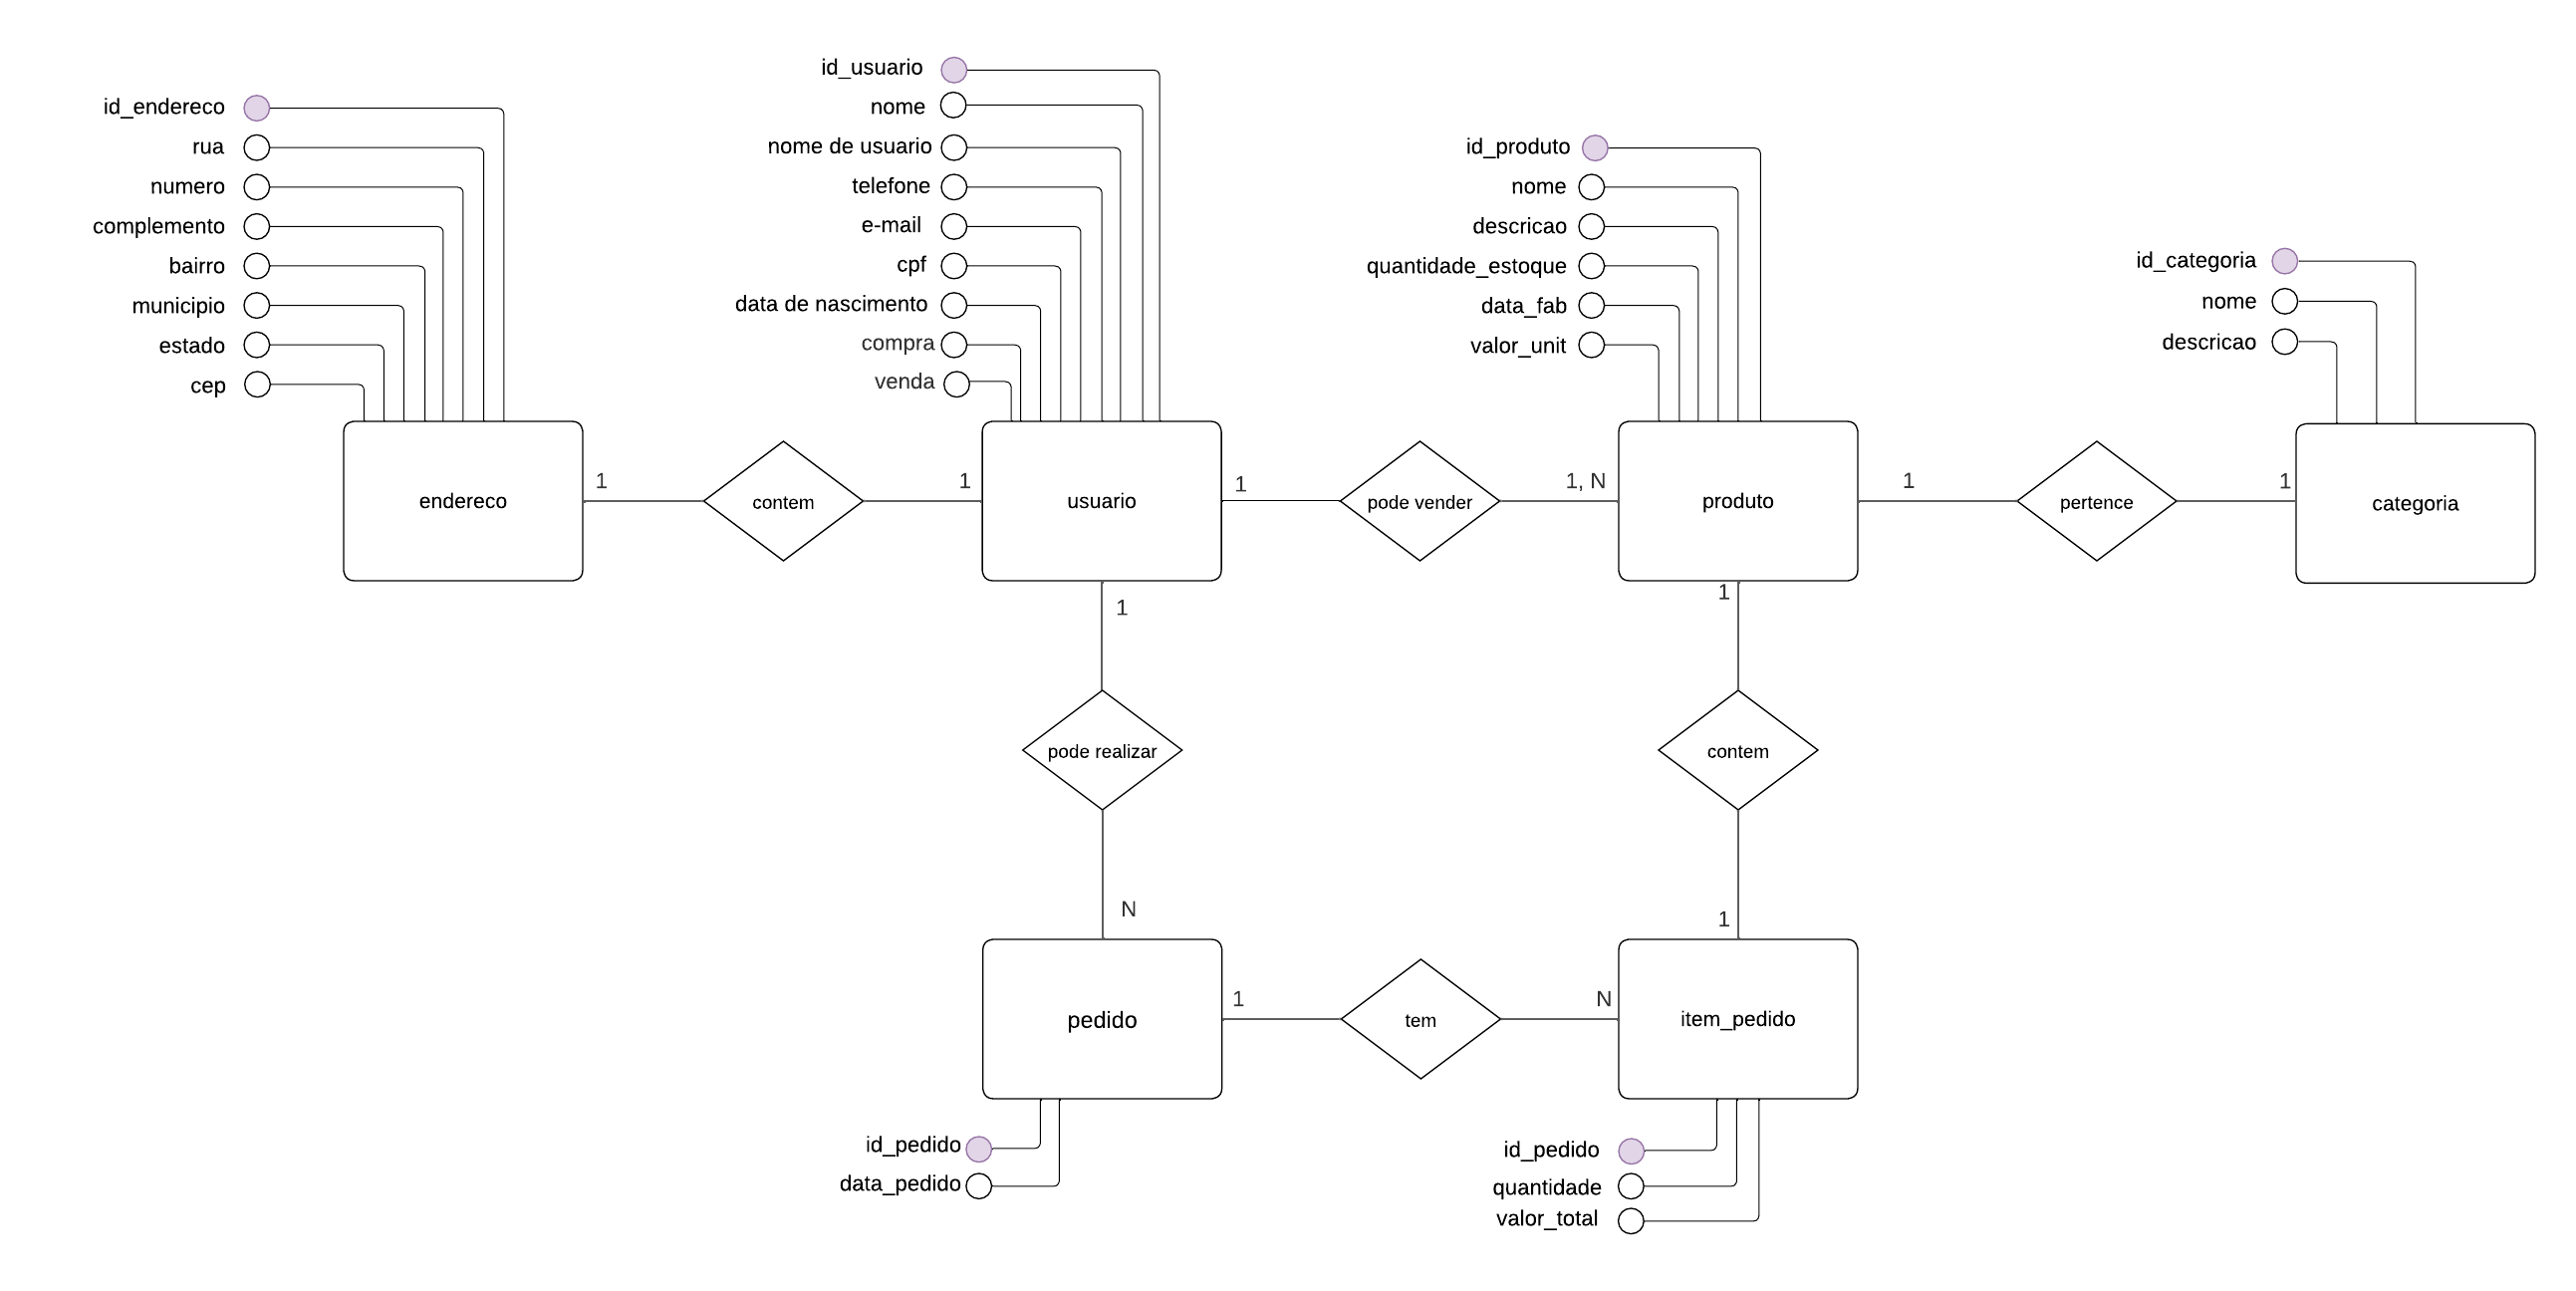 id_endereco
rua
numero
complemento
bairro
municipio
estado
cep
id_usuario
nome
nome de usuario
telefone
e-mail
cpf
data de nascimento
compra
venda
id_produto
nome
descricao
quantidade_estoque
data_fab
valor_unit
id_categoria
nome
descricao
endereco
1
contem
1
usuario
1
pode vender
1, N
produto
1
pertence
1
categoria
1
pode realizar
N
1
contem
1
pedido
1
tem
N
item_pedido
id_pedido
data_pedido
id_pedido
quantidade
valor_total